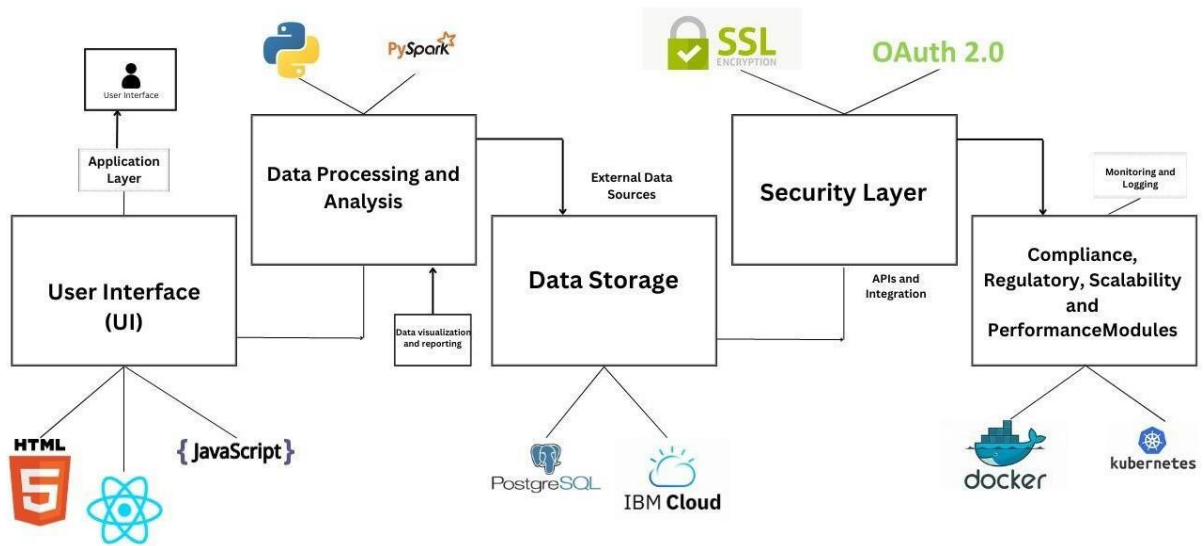 PySpark
SSL
ENCRYPTION
OAuth 2.0
User Interface
Application
Layer
Data Processing and
Analysis
External Data
Sources
Security Layer
Monitoring and
Logging
User Interface
(UI)
Data visualization
and reporting
Data Storage
APIs and
Integration
Compliance,
Regulatory, Scalability
and
PerformanceModules
HTML
5
{ JavaScript }
PostgreSQL
IBM Cloud
docker
kubernetes